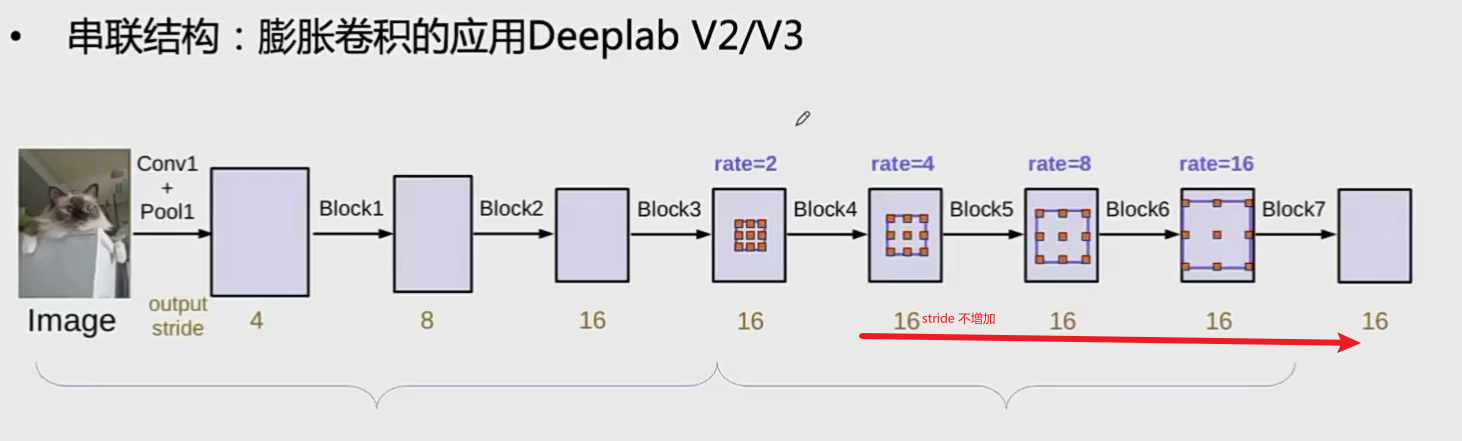 • 串联结构：膨胀卷积的应用Deeplab V2/V3
Conv1
+
Pool1
Block1
Block2
Block3
rate=2
Block4
rate=4
Block5
rate=8
Block6
rate=16
Block7
Image
output
stride
4
8
16
16
16
stride 不增加
16
16
16